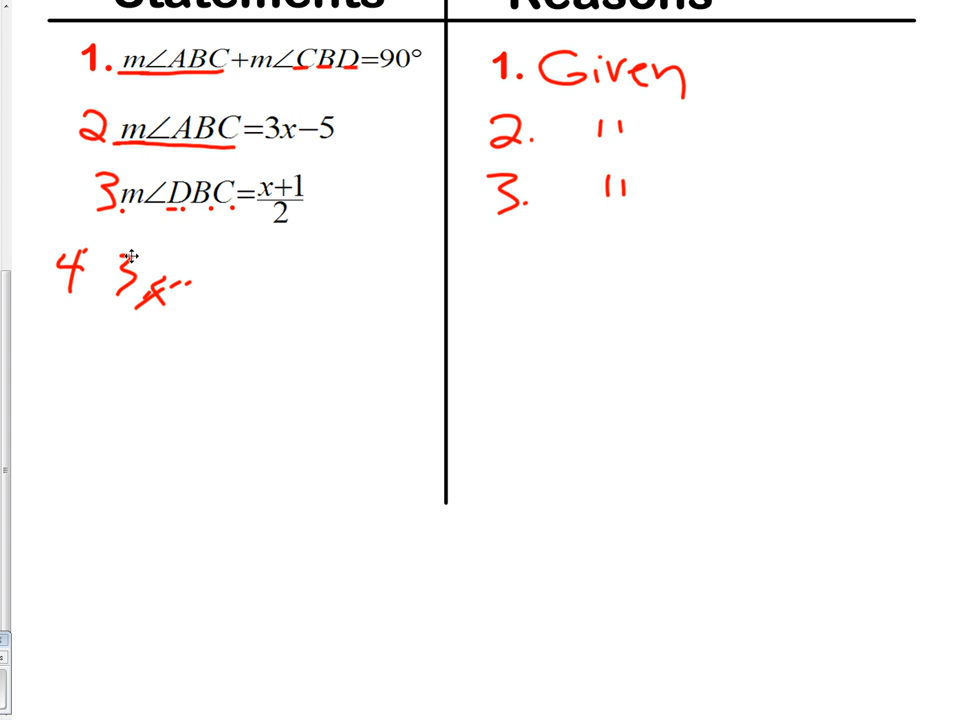 Statements Reasons
1. m∠ABC+m∠CBD=90° 1. Given
2 m∠ABC=3x−5 2. "
3 m∠DBC=x+1/2 3. "
4 3x-